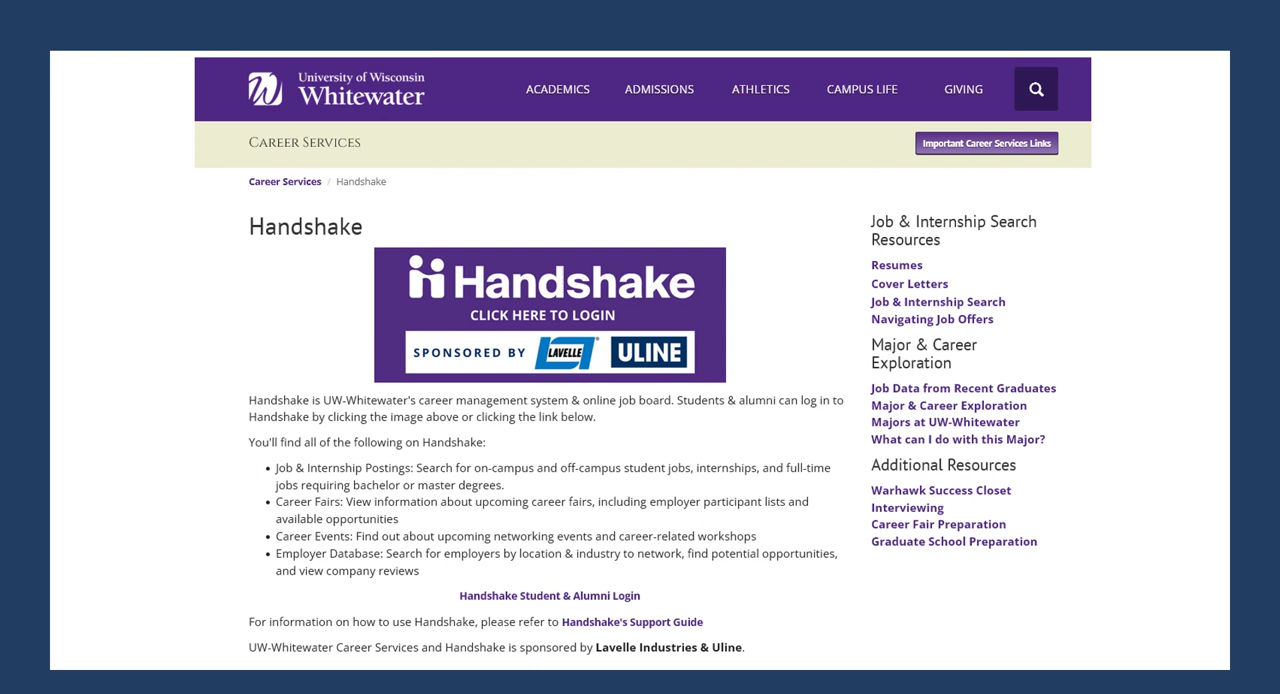 University of Wisconsin
Whitewater
ACADEMICS
ADMISSIONS
ATHLETICS
CAMPUS LIFE
GIVING
CAREER SERVICES
Important Career Services Links
Career Services / Handshake
Handshake
Handshake
CLICK HERE TO LOGIN
SPONSORED BY LAVELLE ULINE
Handshake is UW-Whitewater's career management system & online job board. Students & alumni can log in to
Handshake by clicking the image above or clicking the link below.
You'll find all of the following on Handshake:
• Job & Internship Postings: Search for on-campus and off-campus student jobs, internships, and full-time
jobs requiring bachelor or master degrees.
• Career Fairs: View information about upcoming career fairs, including employer participant lists and
available opportunities
• Career Events: Find out about upcoming networking events and career-related workshops
• Employer Database: Search for employers by location & industry to network, find potential opportunities,
and view company reviews
Handshake Student & Alumni Login
For information on how to use Handshake, please refer to Handshake's Support Guide
UW-Whitewater Career Services and Handshake is sponsored by Lavelle Industries & Uline.
Job & Internship Search
Resources
Resumes
Cover Letters
Job & Internship Search
Navigating Job Offers
Major & Career
Exploration
Job Data from Recent Graduates
Major & Career Exploration
Majors at UW-Whitewater
What can I do with this Major?
Additional Resources
Warhawk Success Closet
Interviewing
Career Fair Preparation
Graduate School Preparation